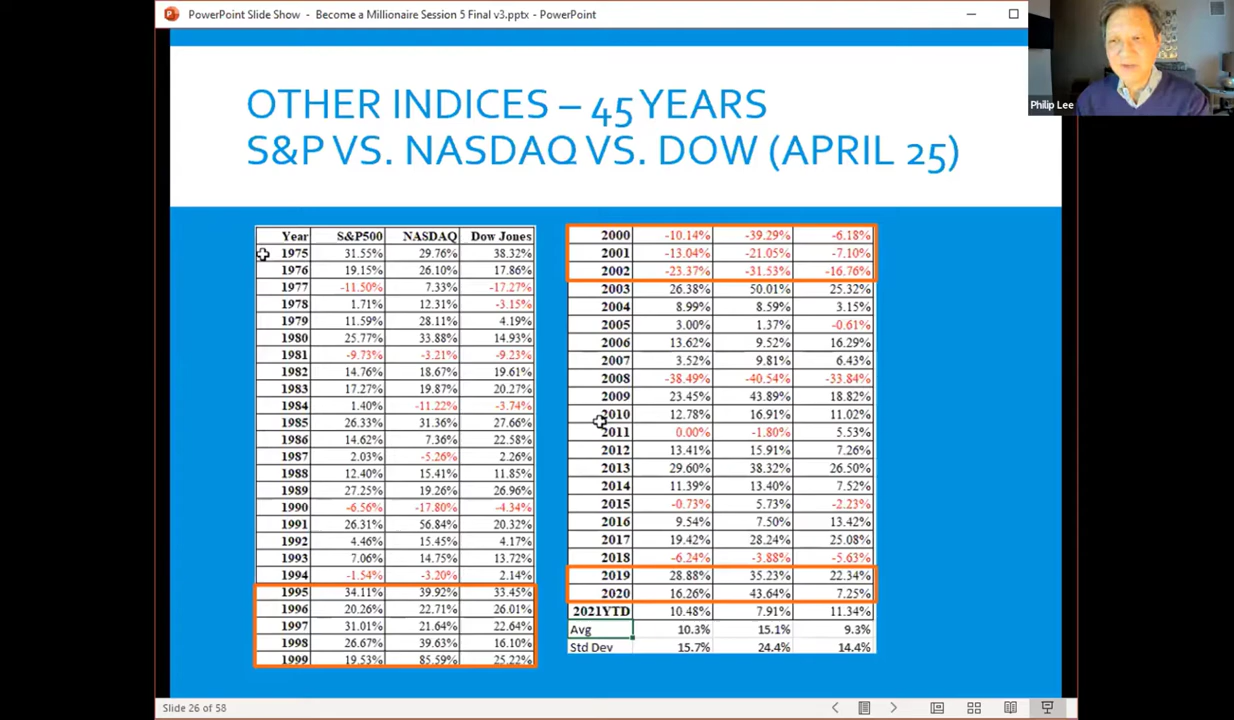 PowerPoint Slide Show - Become a Millionaire Session 5 Final v3.pptx - PowerPoint
Philip Lee
OTHER INDICES – 45 YEARS
S&P VS. NASDAQ VS. DOW (APRIL 25)
Year S&P500 NASDAQ Dow Jones
1975 31.55% 29.76% 38.32%
1976 19.15% 26.10% 17.86%
1977 -11.50% 7.33% -17.27%
1978 1.71% 12.31% -3.15%
1979 11.59% 28.11% 4.19%
1980 25.77% 33.88% 14.93%
1981 -9.73% -3.21% -9.23%
1982 14.76% 18.67% 19.61%
1983 17.27% 19.87% 20.27%
1984 1.40% -11.22% -3.74%
1985 26.33% 31.36% 27.66%
1986 14.62% 7.36% 22.58%
1987 2.03% -5.26% 2.26%
1988 12.40% 15.41% 11.85%
1989 27.25% 19.26% 26.96%
1990 -6.56% -17.80% -4.34%
1991 26.31% 56.84% 20.32%
1992 4.46% 15.45% 4.17%
1993 7.06% 14.75% 13.72%
1994 -1.54% -3.20% 2.14%
1995 34.11% 39.92% 33.45%
1996 20.26% 22.71% 26.01%
1997 31.01% 21.64% 22.64%
1998 26.67% 39.63% 16.10%
1999 19.53% 85.59% 25.22%
2000 -10.14% -39.29% -6.18%
2001 -13.04% -21.05% -7.10%
2002 -23.37% -31.53% -16.76%
2003 26.38% 50.01% 25.32%
2004 8.99% 8.59% 3.15%
2005 3.00% 1.37% -0.61%
2006 13.62% 9.52% 16.29%
2007 3.52% 9.81% 6.43%
2008 -38.49% -40.54% -33.84%
2009 23.45% 43.89% 18.82%
2010 12.78% 16.91% 11.02%
2011 0.00% -1.80% 5.53%
2012 13.41% 15.91% 7.26%
2013 29.60% 38.32% 26.50%
2014 11.39% 13.40% 7.52%
2015 -0.73% 5.73% -2.23%
2016 9.54% 7.50% 13.42%
2017 19.42% 28.24% 25.08%
2018 -6.24% -3.88% -5.63%
2019 28.88% 35.23% 22.34%
2020 16.26% 43.64% 7.25%
2021YTD 10.48% 7.91% 11.34%
Avg 10.3% 15.1% 9.3%
Std Dev 15.7% 24.4% 14.4%
Slide 26 of 58